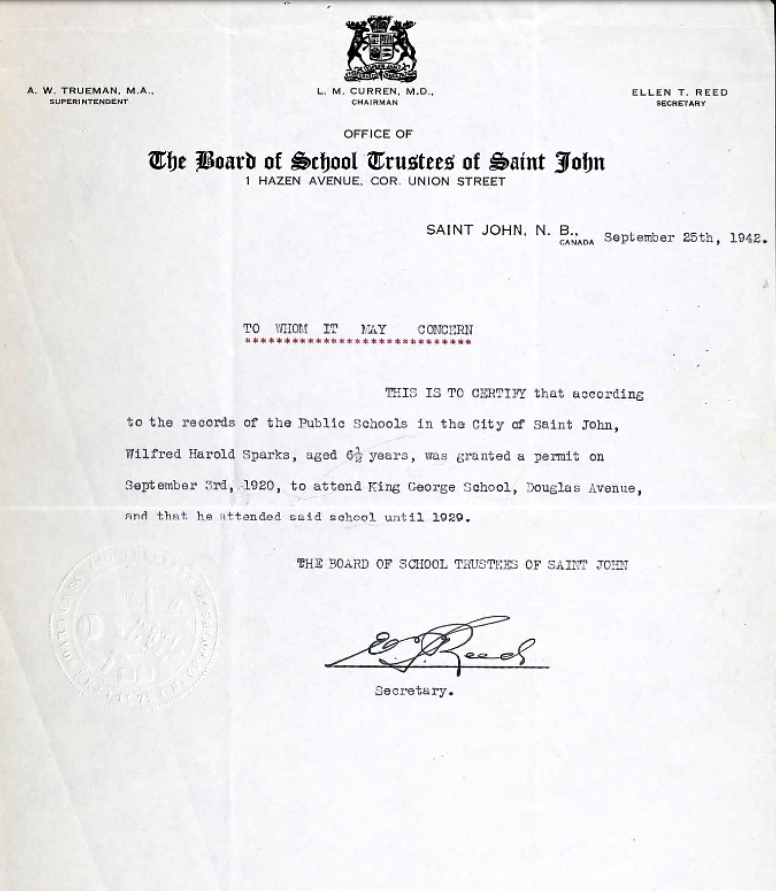 A. W. TRUEMAN, M.A., L. M. CURREN, M.D., ELLEN T. REED
SUPERINTENDENT CHAIRMAN SECRETARY
OFFICE OF
The Board of School Trustees of Saint John
1 HAZEN AVENUE, COR. UNION STREET
SAINT JOHN, N. B., CANADA September 25th, 1942.
TO WHOM IT MAY CONCERN
*****************************
THIS IS TO CERTIFY that according
to the records of the Public Schools in the City of Saint John,
Wilfred Harold Sparks, aged 6½ years, was granted a permit on
September 3rd, 1920, to attend King George School, Douglas Avenue,
and that he attended said school until 1929.
THE BOARD OF SCHOOL TRUSTEES OF SAINT JOHN
E. T. Reed
Secretary.